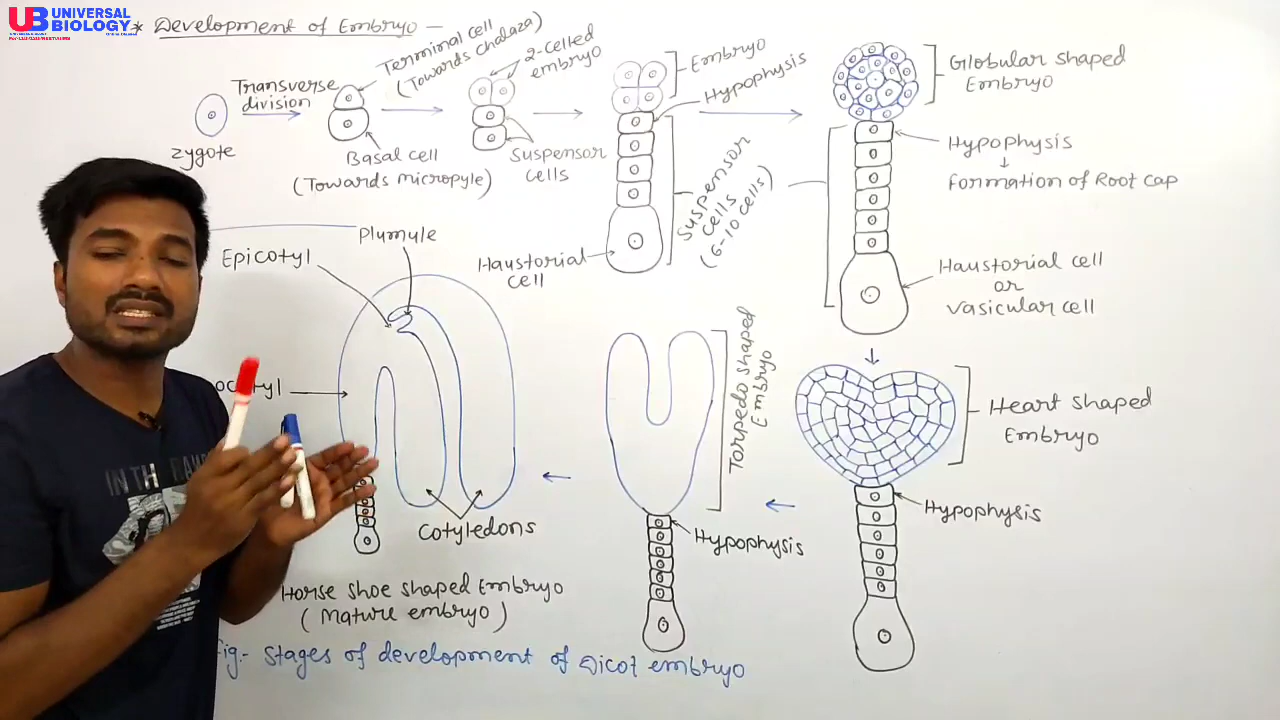 UB UNIVERSAL BIOLOGY
* Development of Embryo —
Terminal cell
(Towards chalaza)
2-celled
embryo
Embryo
Hypophysis
Globular shaped
Embryo
Transverse
division
zygote
Basal cell
(Towards micropyle)
Suspensor
cells
Suspensor
cells
(6-10 cells)
Hypophysis
↓
Formation of Root cap
Plumule
Epicotyl
Haustorial
cell
Haustorial cell
or
vasicular cell
Torpedo shaped
Embryo
Heart shaped
Embryo
Hypophysis
Hypophysis
Cotyledons
Horse shoe shaped Embryo
(Mature embryo)
Fig:- Stages of development of Dicot embryo